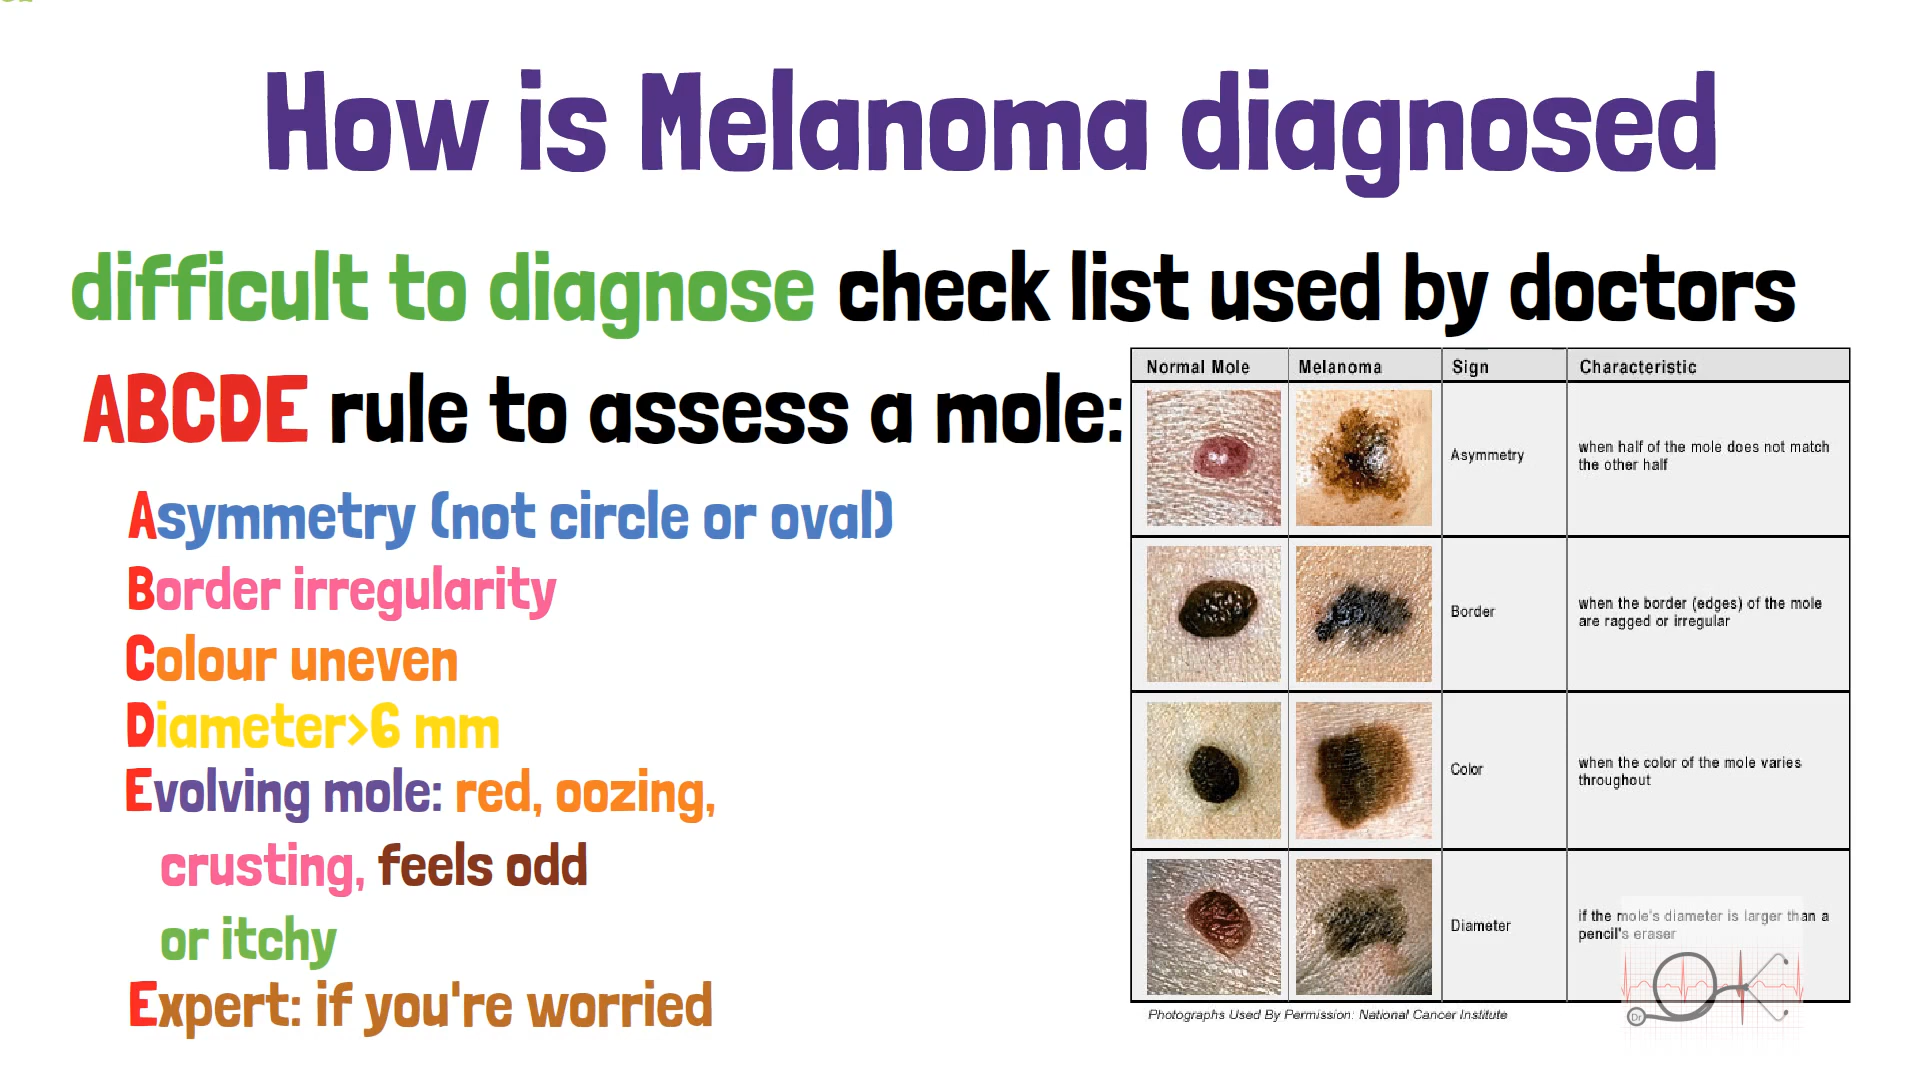 How is Melanoma diagnosed
difficult to diagnose check list used by doctors
ABCDE rule to assess a mole:
Asymmetry (not circle or oval)
Border irregularity
Colour uneven
Diameter>6 mm
Evolving mole: red, oozing,
crusting, feels odd
or itchy
Expert: if you're worried
Normal Mole Melanoma Sign Characteristic
Asymmetry
when half of the mole does not match
the other half
Border
when the border (edges) of the mole
are ragged or irregular
Color
when the color of the mole varies
throughout
Diameter
if the mole's diameter is larger than a
pencil's eraser
Photographs Used By Permission: National Cancer Institute
Dr